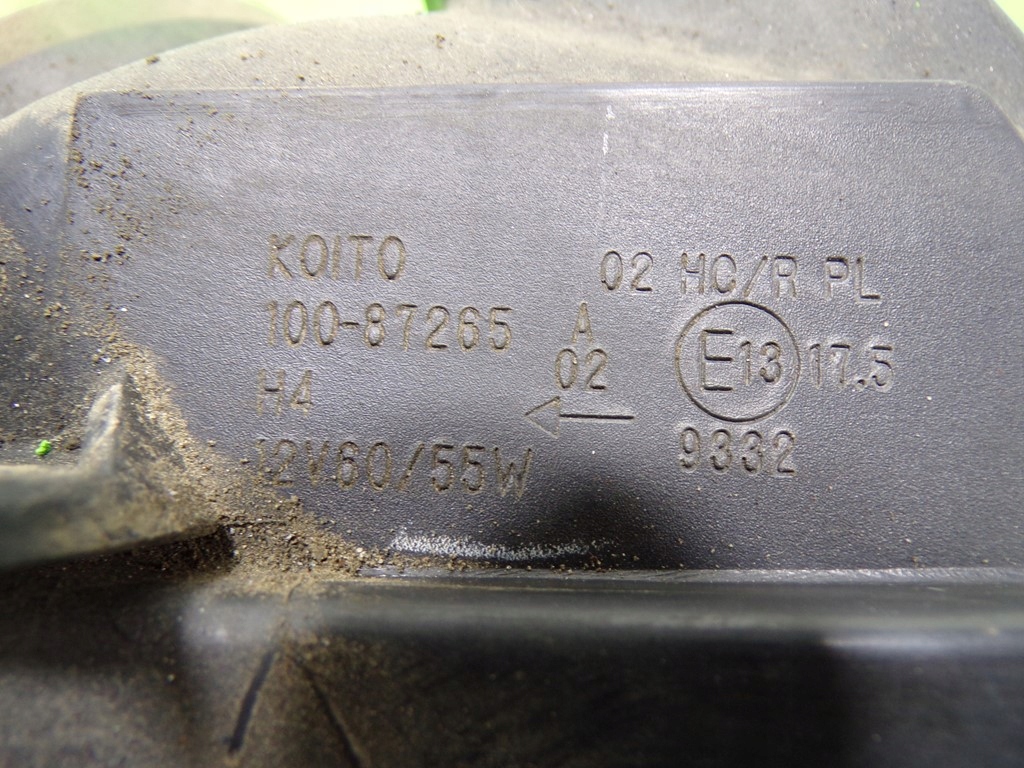 KOITO
100-87265
H4
12V60/55W
A
02
←
02 HC/R PL
E13 17.5
9332